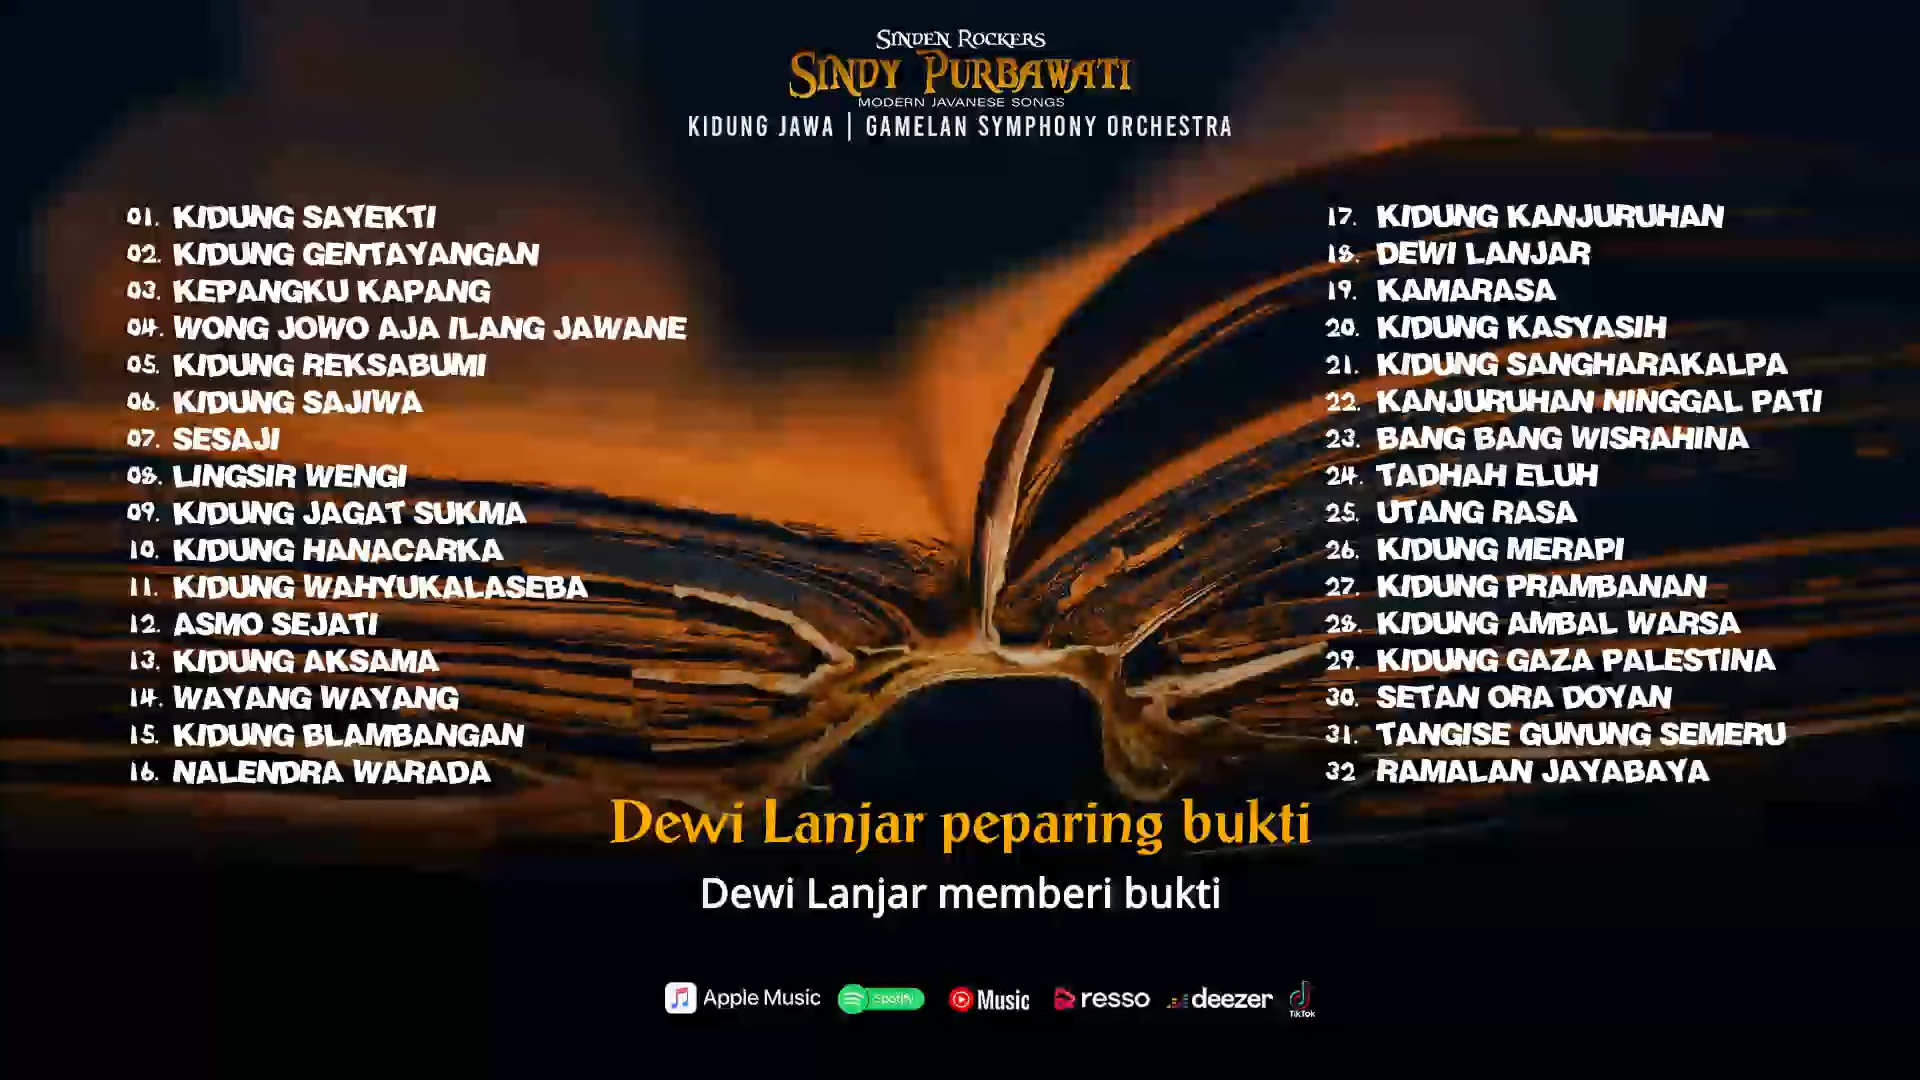 SINDEN ROCKERS
SINDY PURBAWATI
MODERN JAVANESE SONGS
KIDUNG JAWA | GAMELAN SYMPHONY ORCHESTRA
01. KIDUNG SAYEKTI
02. KIDUNG GENTAYANGAN
03. KEPANGKU KAPANG
04. WONG JOWO AJA ILANG JAWANE
05. KIDUNG REKSABUMI
06. KIDUNG SAJIWA
07. SESAJI
08. LINGSIR WENGI
09. KIDUNG JAGAT SUKMA
10. KIDUNG HANACARKA
11. KIDUNG WAHYUKALASEBA
12. ASMO SEJATI
13. KIDUNG AKSAMA
14. WAYANG WAYANG
15. KIDUNG BLAMBANGAN
16. NALENDRA WARADA
17. KIDUNG KANJURUHAN
18. DEWI LANJAR
19. KAMARASA
20. KIDUNG KASYASIH
21. KIDUNG SANGHARAKALPA
22. KANJURUHAN NINGGAL PATI
23. BANG BANG WISRAHINA
24. TADHAH ELUH
25. UTANG RASA
26. KIDUNG MERAPI
27. KIDUNG PRAMBANAN
28. KIDUNG AMBAL WARSA
29. KIDUNG GAZA PALESTINA
30. SETAN ORA DOYAN
31. TANGISE GUNUNG SEMERU
32 RAMALAN JAYABAYA
Dewi Lanjar peparing bukti
Dewi Lanjar memberi bukti
Apple Music Spotify Music resso deezer TikTok